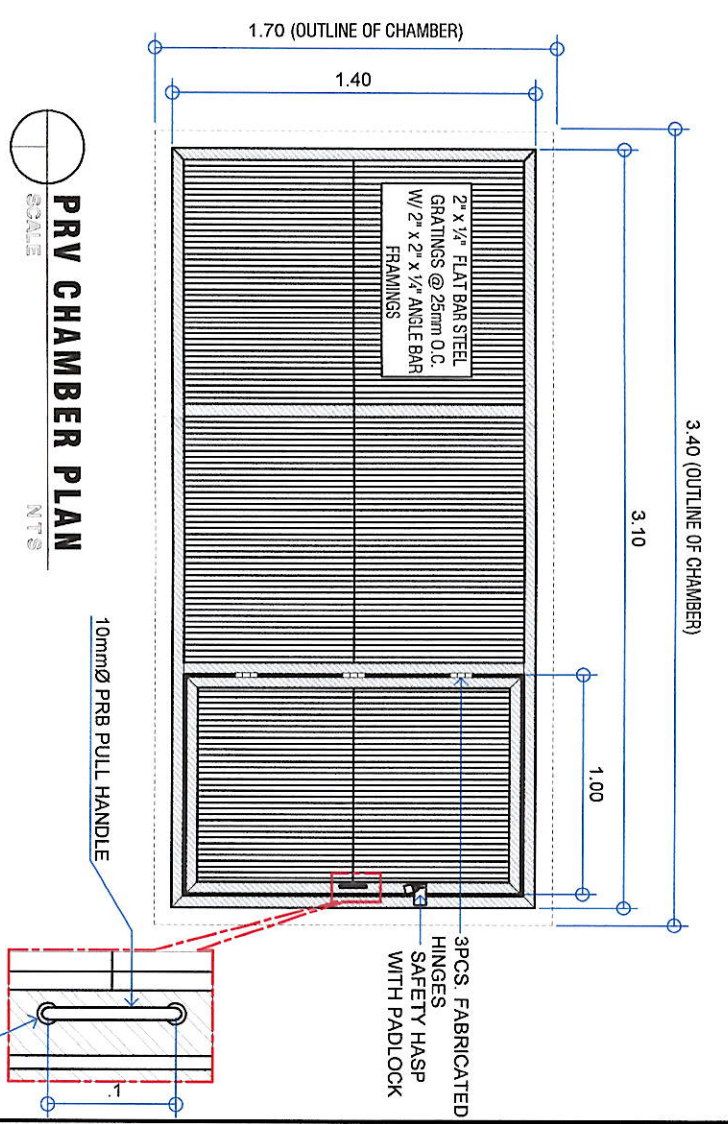 1.70 (OUTLINE OF CHAMBER)
1.40
3.40 (OUTLINE OF CHAMBER)
3.10
1.00
2" x ¼" FLAT BAR STEEL
GRATINGS @ 25mm O.C.
W/ 2" x 2" x ¼" ANGLE BAR
FRAMINGS
3PCS. FABRICATED
HINGES
SAFETY HASP
WITH PADLOCK
10mmØ PRB PULL HANDLE
.1
PRV CHAMBER PLAN
SCALE NTS